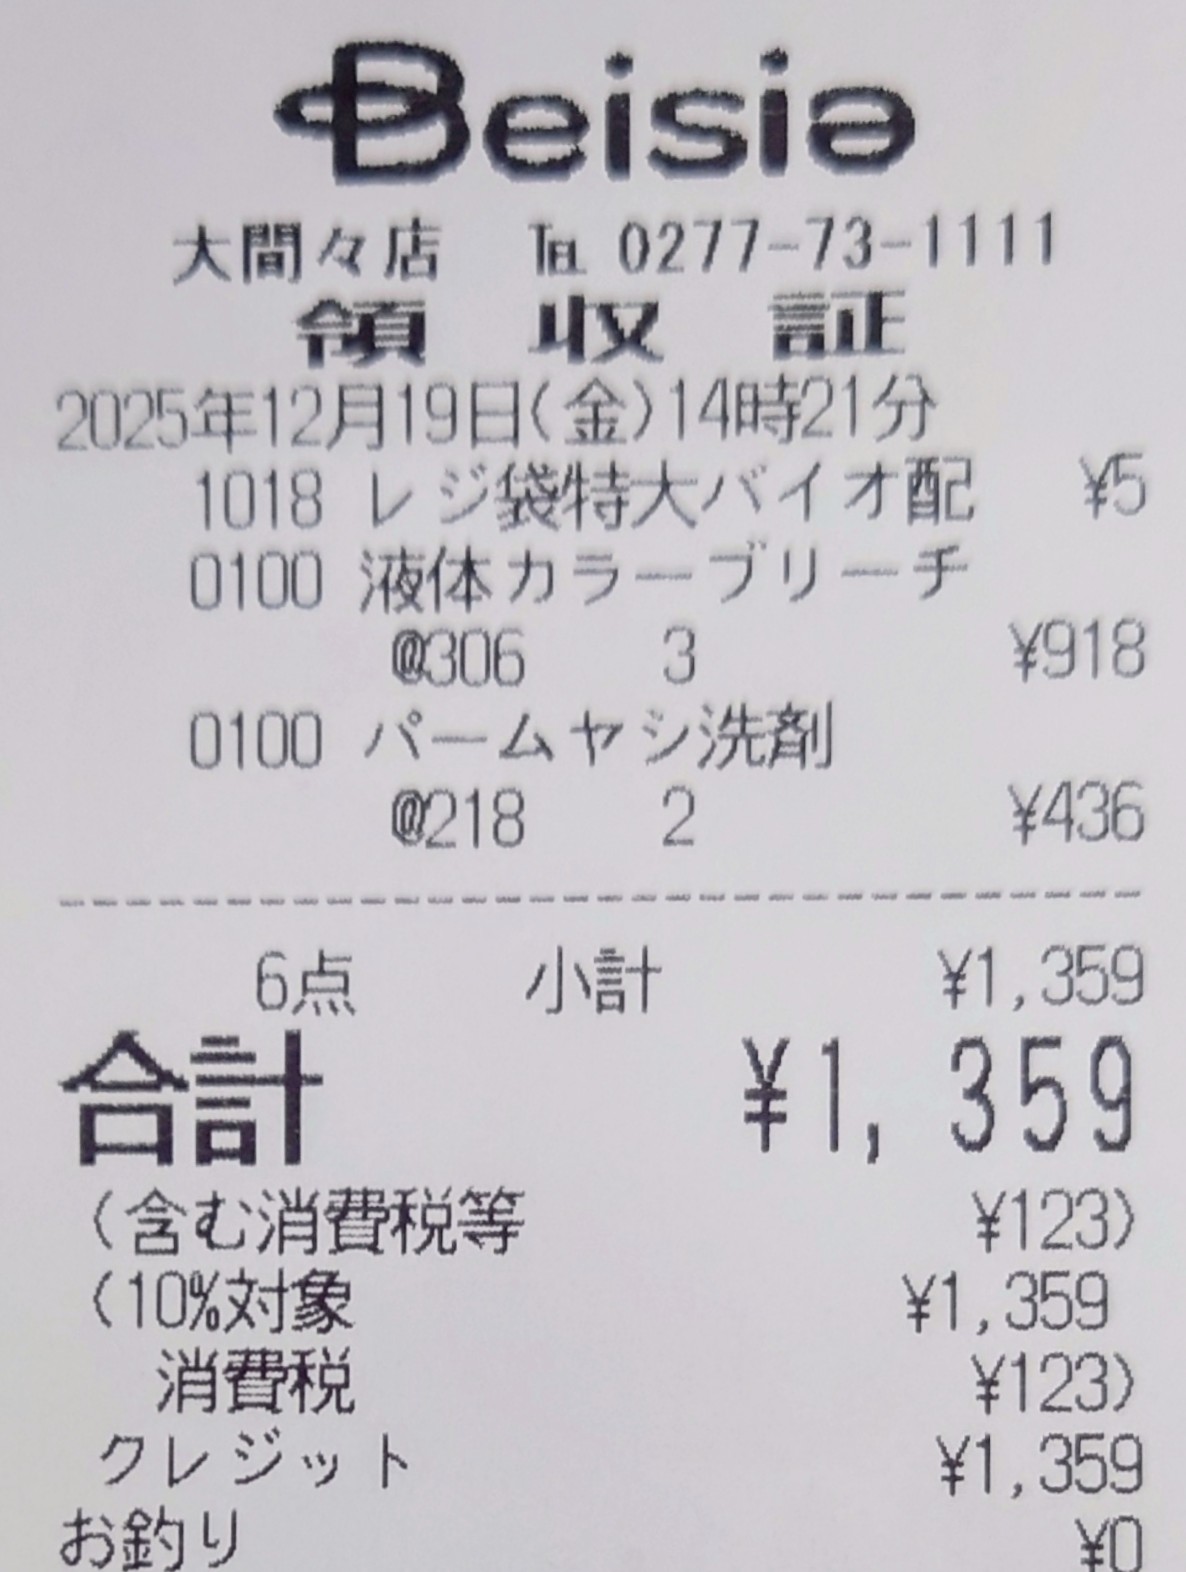 Beisia
大間々店 ℡ 0277-73-1111
領収証
2025年12月19日(金)14時21分
1018 レジ袋特大バイオ配 ¥5
0100 液体カラーブリーチ
@306 3 ¥918
0100 パームヤシ洗剤
@218 2 ¥436
6点 小計 ¥1,359
合計 ¥1,359
(含む消費税等 ¥123)
(10%対象 ¥1,359
消費税 ¥123)
クレジット ¥1,359
お釣り ¥0